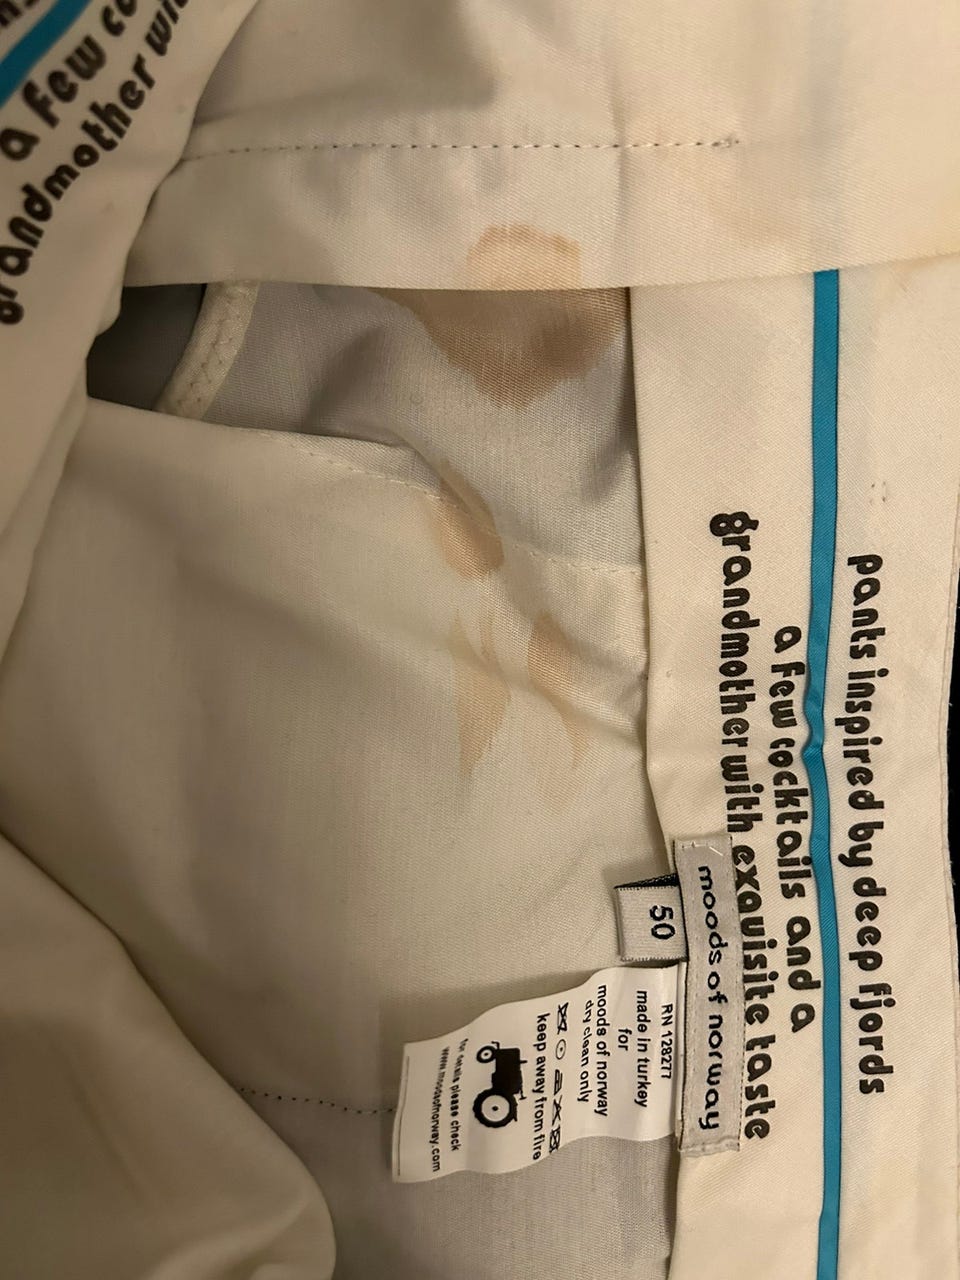 a few co
grandmother wi
pants inspired by deep fjords
a few cocktails and a
grandmother with exquisite taste
moods of norway
50
RN 128277
made in turkey
for
moods of norway
dry clean only
keep away from fire
for details please check
www.moodsofnorway.com